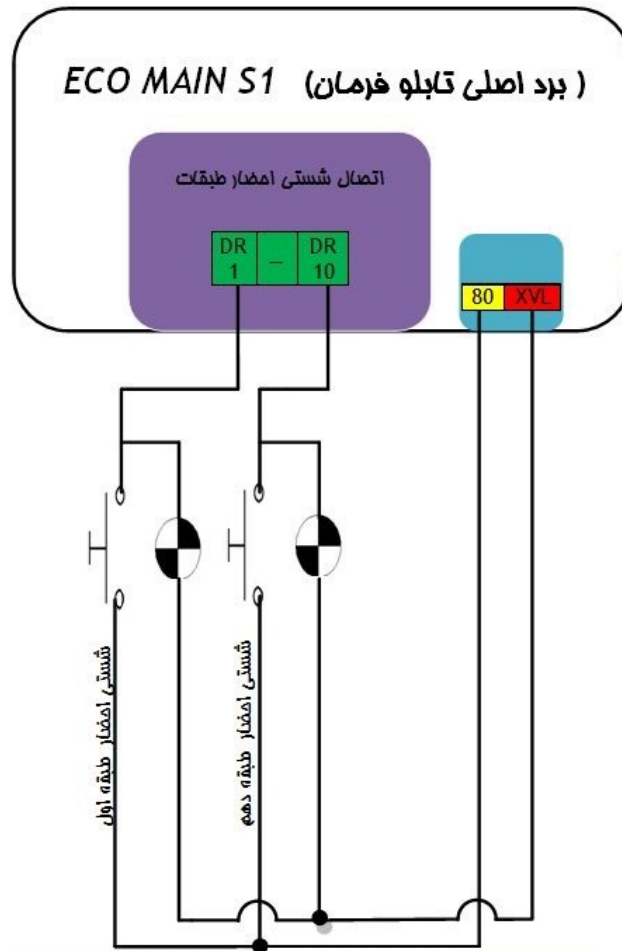 ECO MAIN S1 ( برد اصلی تابلو فرمان)
اتصال شستی احضار طبقات
DR 1 – DR 10
80 XVL
شستی احضار طبقه اول
شستی احضار طبقه دهم